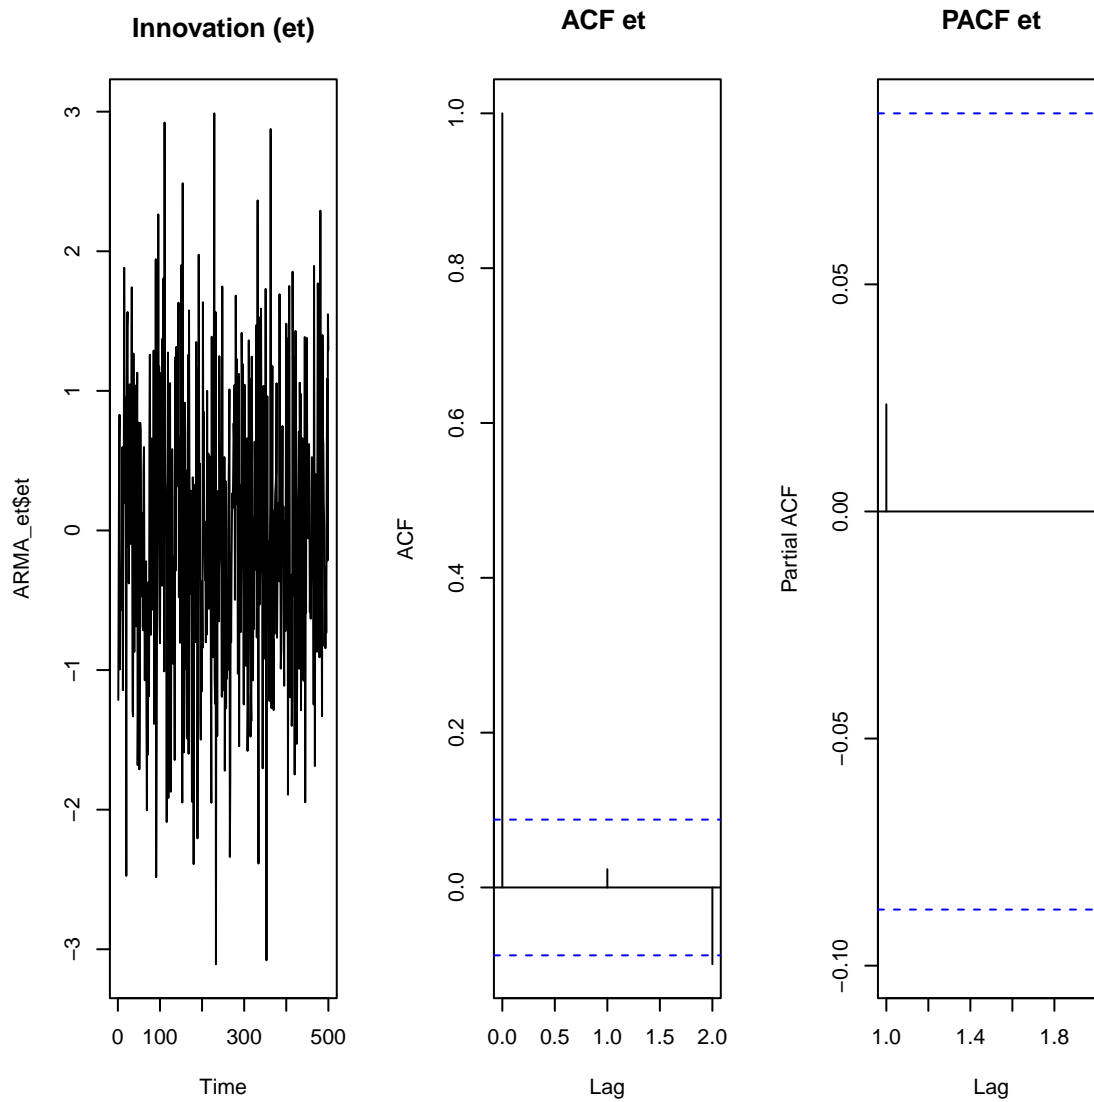 Innovation (et)
ARMA_et$et
3
2
1
0
−1
−2
−3
0 100 300 500
Time
ACF et
ACF
1.0
0.8
0.6
0.4
0.2
0.0
0.0 0.5 1.0 1.5 2.0
Lag
PACF et
Partial ACF
0.05
0.00
−0.05
−0.10
1.0 1.4 1.8
Lag